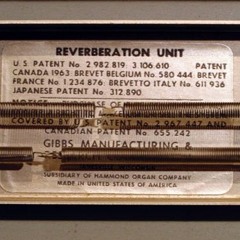 REVERBERATION UNIT
U.S PATENT No. 2 982 819 3 106 610 PATENT
CANADA 1963 BREVET BELGIUM No. 580 444 BREVET
FRANCE No. 1 234 876 BREVETTO ITALY No. 611 936
JAPANESE PATENT No. 312.890
NOTICE PURCHASE OF
COVERED BY U.S PATENT No. 2 967 447 AND
CANADIAN PATENT No. 655.242
GIBBS MANUFACTURING &
SUBSIDIARY OF HAMMOND ORGAN COMPANY
MADE IN UNITED STATES OF AMERICA